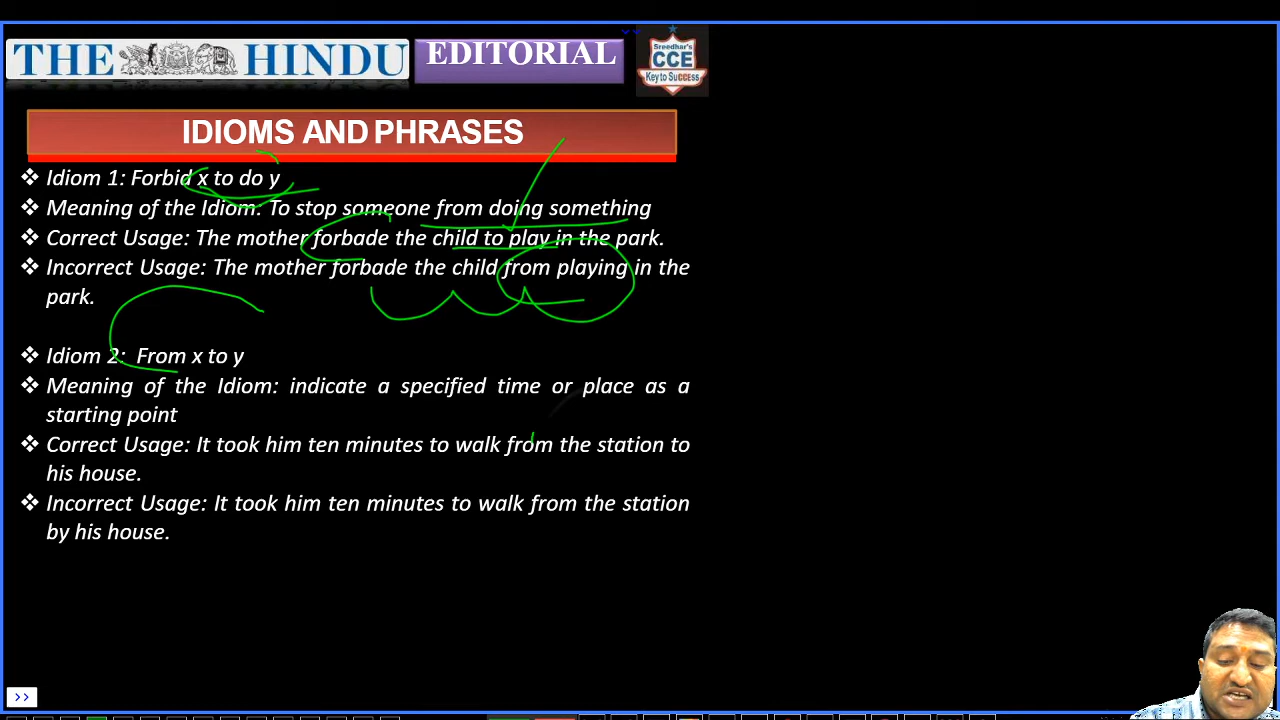 THE HINDU
EDITORIAL
Sreedhar's
CCE
Key to Success
IDIOMS AND PHRASES
❖ Idiom 1: Forbid x to do y
❖ Meaning of the Idiom: To stop someone from doing something
❖ Correct Usage: The mother forbade the child to play in the park.
❖ Incorrect Usage: The mother forbade the child from playing in the
park.
❖ Idiom 2: From x to y
❖ Meaning of the Idiom: indicate a specified time or place as a
starting point
❖ Correct Usage: It took him ten minutes to walk from the station to
his house.
❖ Incorrect Usage: It took him ten minutes to walk from the station
by his house.
>>